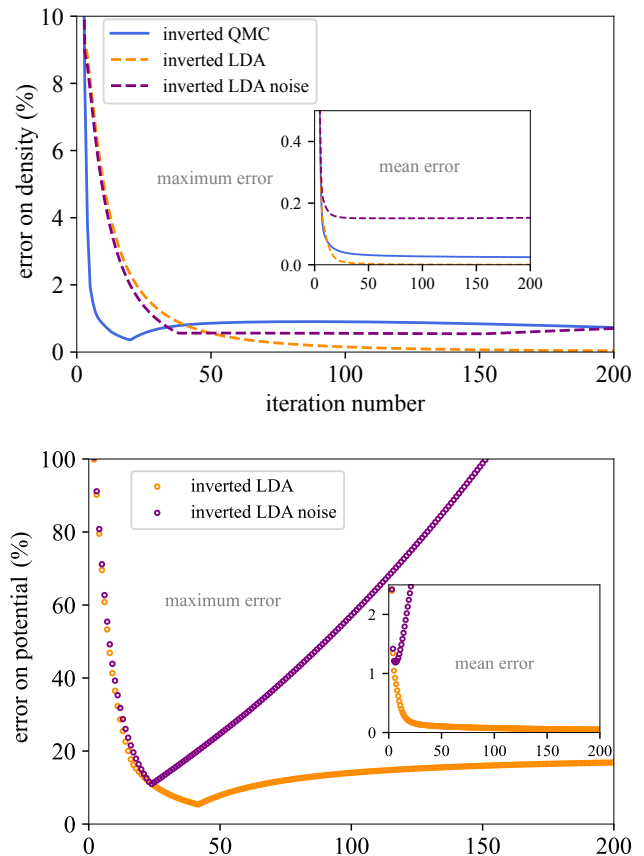 10
8
6
4
2
0
error on density (%)
inverted QMC
inverted LDA
inverted LDA noise
maximum error
mean error
0.4
0.2
0.0
0 50 100 150 200
0 50 100 150 200
iteration number
100
80
60
40
20
0
error on potential (%)
inverted LDA
inverted LDA noise
maximum error
mean error
2
1
0
0 50 100 150 200
0 50 100 150 200